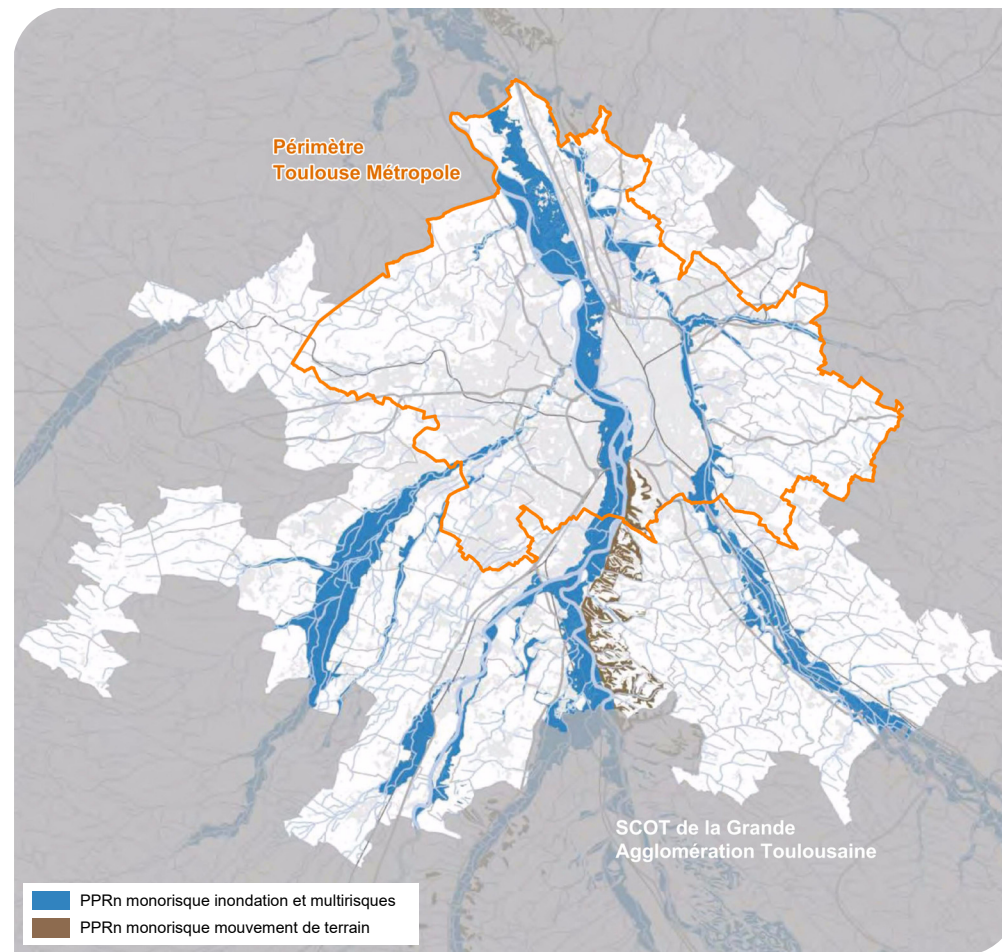 Périmètre
Toulouse Métropole
SCOT de la Grande
Agglomération Toulousaine
PPRn monorisque inondation et multirisques
PPRn monorisque mouvement de terrain